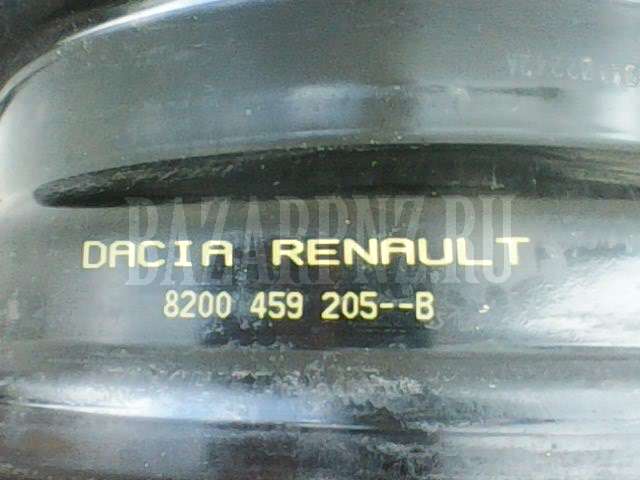 BAZARPNZ.RU
DACIA RENAULT
8200 459 205--B